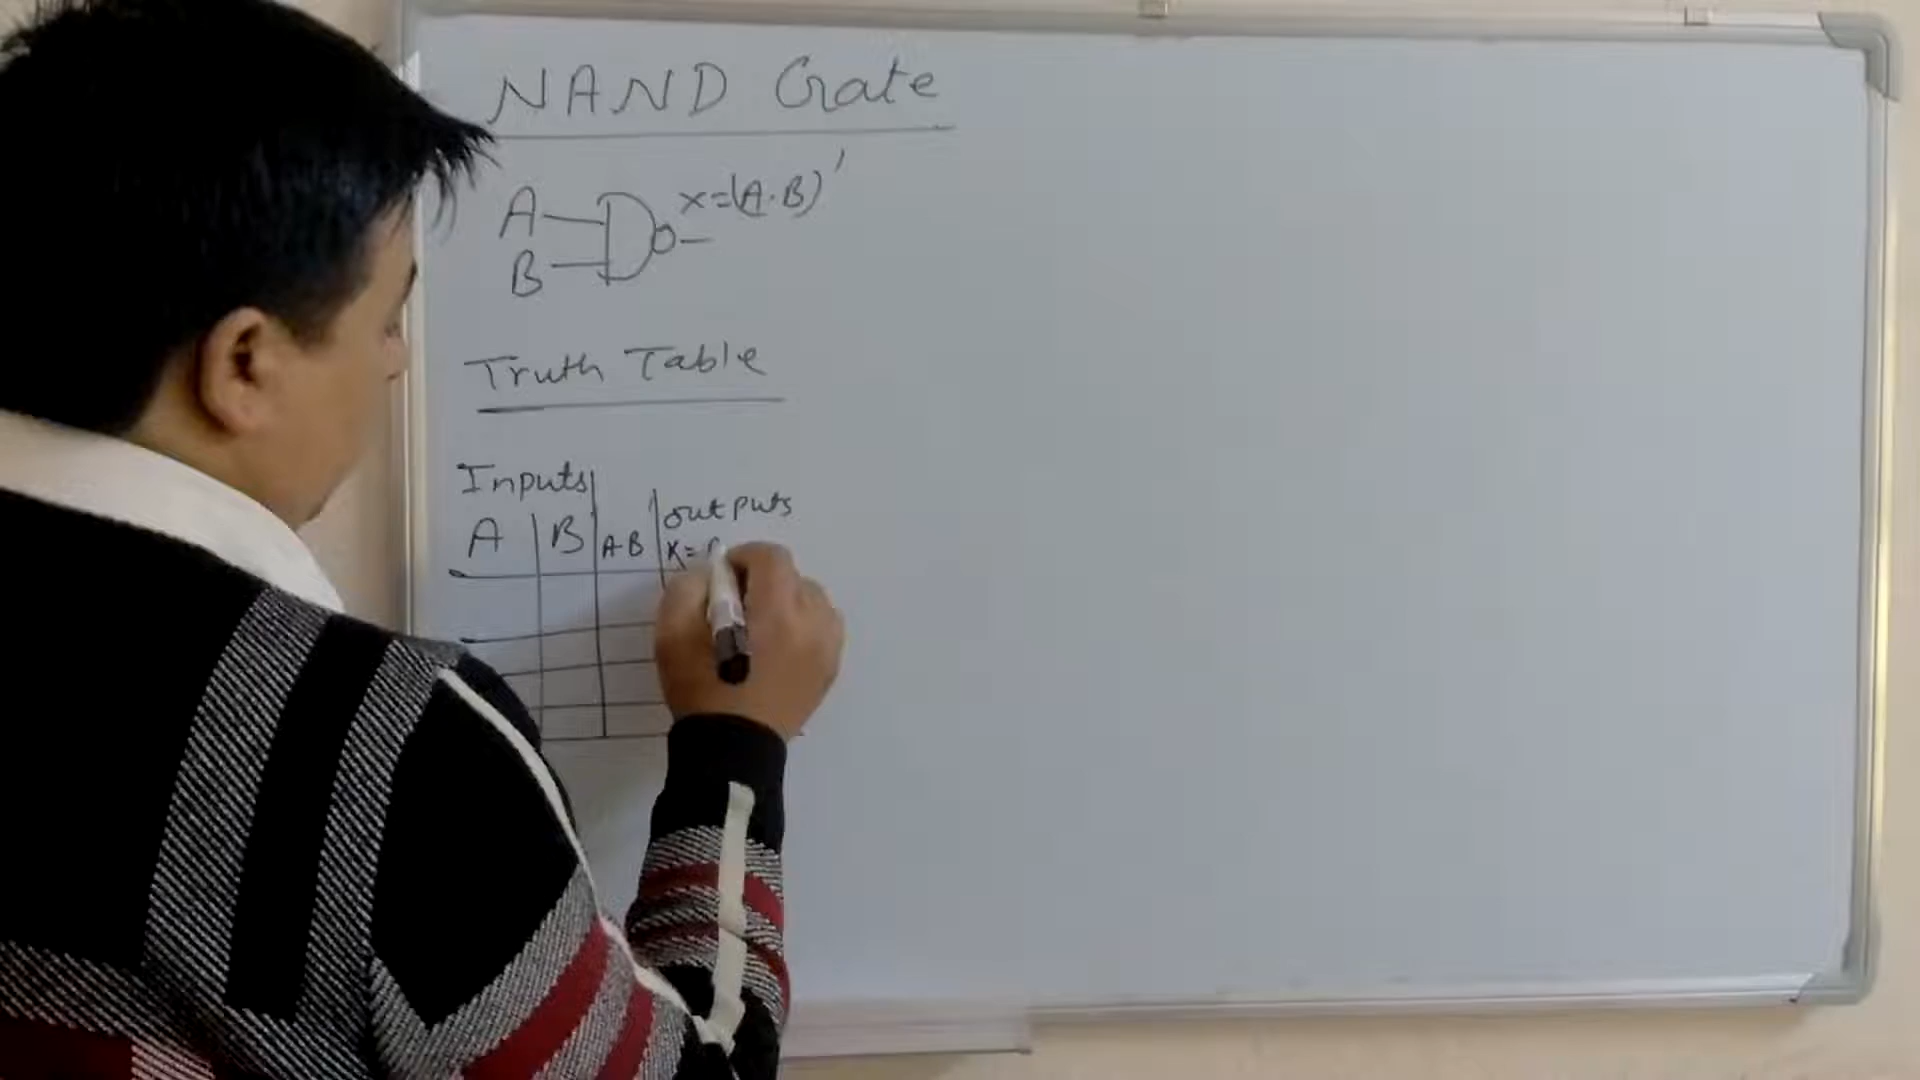 NAND Gate
A x=(A.B)'
B
Truth Table
Inputs outputs
A B A.B X=